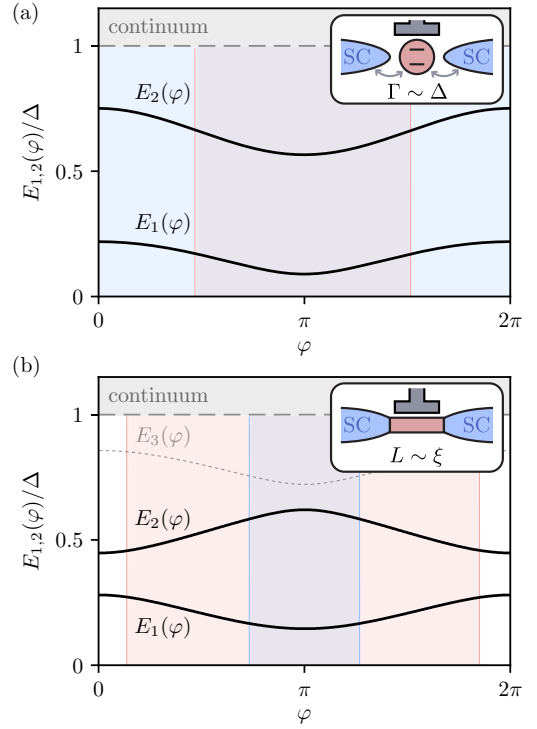 (a)
continuum
SC
SC
Γ ∼ Δ
E₂(φ)
E₁(φ)
E₁,₂(φ)/Δ
1
0.5
0
0
π
2π
φ
(b)
continuum
SC
SC
L ∼ ξ
E₃(φ)
E₂(φ)
E₁(φ)
E₁,₂(φ)/Δ
1
0.5
0
0
π
2π
φ